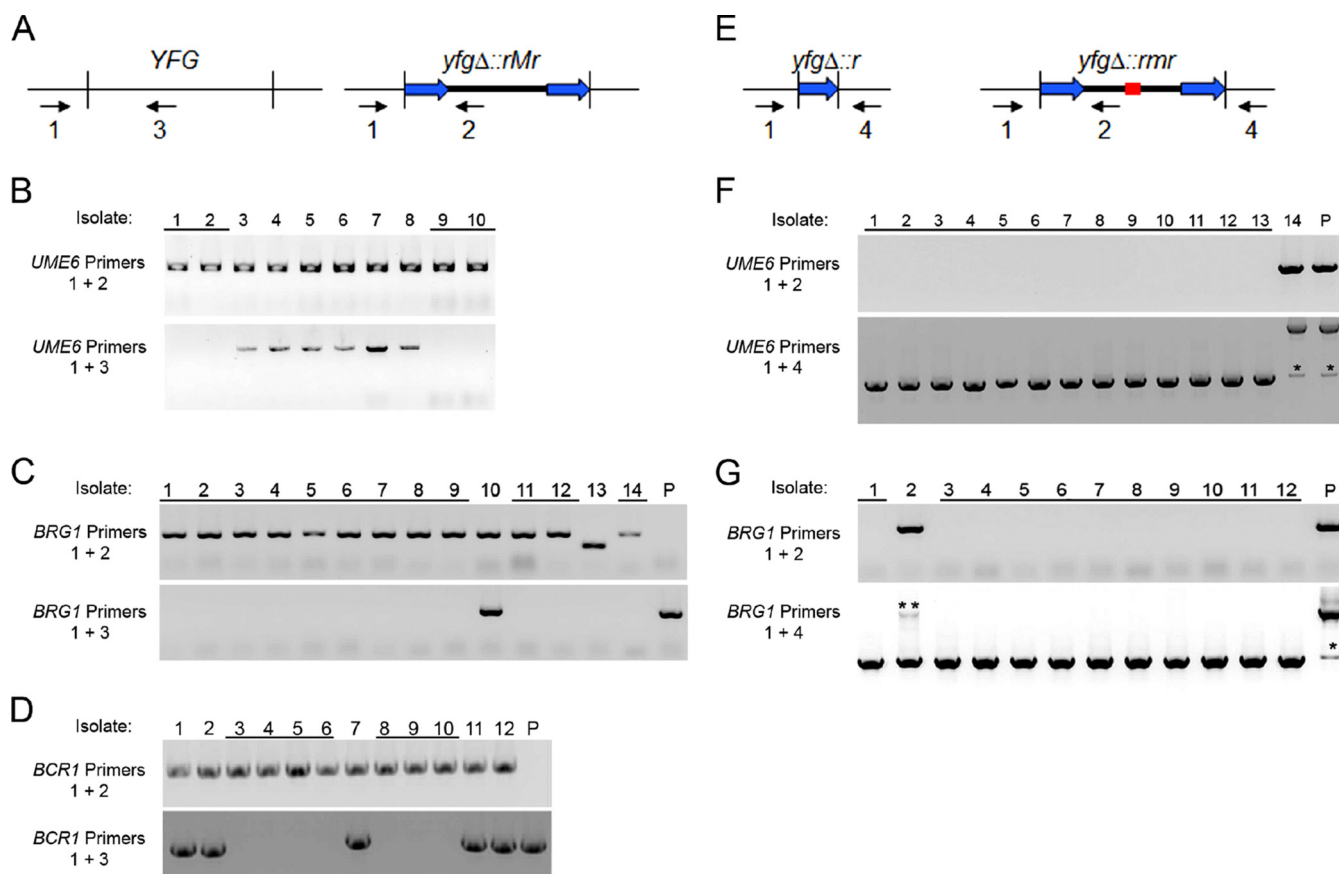 A
YFG
yfgΔ::rMr
1
3
1
2
E
yfgΔ::r
yfgΔ::rmr
1
4
1
2
4
B
Isolate:
1 2 3 4 5 6 7 8 9 10
UME6 Primers
1 + 2
UME6 Primers
1 + 3
C
Isolate:
1 2 3 4 5 6 7 8 9 10 11 12 13 14 P
BRG1 Primers
1 + 2
BRG1 Primers
1 + 3
D
Isolate:
1 2 3 4 5 6 7 8 9 10 11 12 P
BCR1 Primers
1 + 2
BCR1 Primers
1 + 3
F
Isolate:
1 2 3 4 5 6 7 8 9 10 11 12 13 14 P
UME6 Primers
1 + 2
UME6 Primers
1 + 4
* *
G
Isolate:
1 2 3 4 5 6 7 8 9 10 11 12 P
BRG1 Primers
1 + 2
BRG1 Primers
1 + 4
**
*